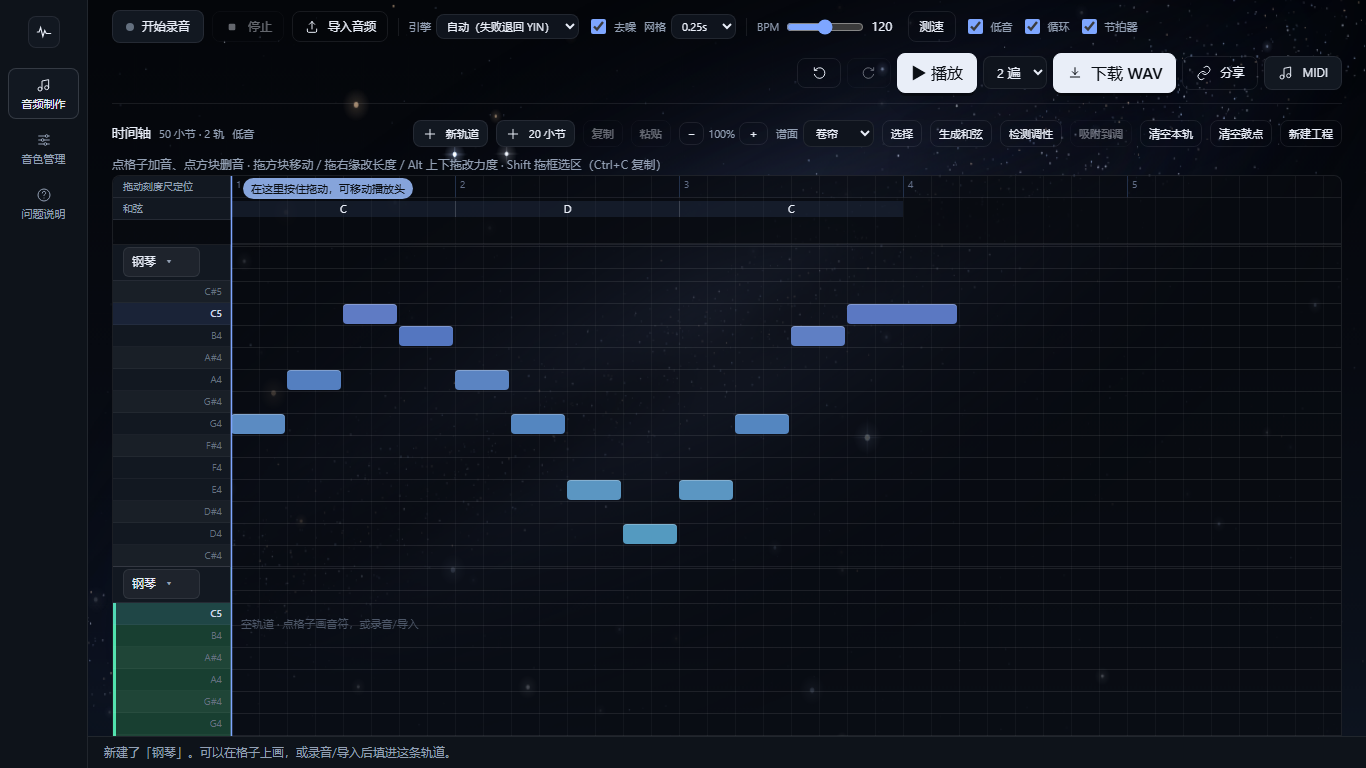 开始录音 停止 导入音频 引擎 自动（失败退回 YIN） 去噪 网格 0.25s BPM 120 测速 低音 循环 节拍器
播放 2 遍 下载 WAV 分享 MIDI
音频制作
音色管理
问题说明
时间轴 50 小节 · 2 轨 低音 新轨道 20 小节 复制 粘贴 − 100% + 谱面 卷帘 选择 生成和弦 检测调性 吸附到调 清空本轨 清空鼓点 新建工程
点格子加音、点方块删音 · 拖方块移动 / 拖右缘改长度 / Alt 上下拖改力度 · Shift 拖框选区（Ctrl+C 复制）
拖动刻度尺定位 1 在这里按住拖动，可移动播放头 2 3 4 5
和弦 C D C
钢琴
C#5
C5
B4
A#4
A4
G#4
G4
F#4
F4
E4
D#4
D4
C#4
钢琴
C5
空轨道 · 点格子画音符，或录音/导入
B4
A#4
A4
G#4
G4
新建了「钢琴」。可以在格子上画，或录音/导入后填进这条轨道。